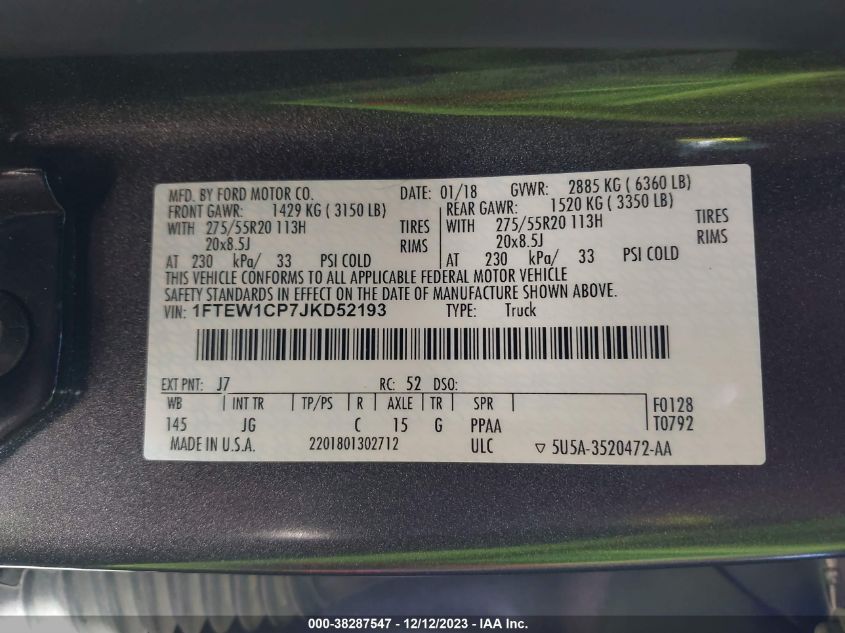 MFD. BY FORD MOTOR CO. DATE: 01/18 GVWR: 2885 KG ( 6360 LB)
FRONT GAWR: 1429 KG ( 3150 LB) REAR GAWR: 1520 KG ( 3350 LB)
WITH 275/55R20 113H TIRES WITH 275/55R20 113H TIRES
20x8.5J RIMS 20x8.5J RIMS
AT 230 kPa/ 33 PSI COLD AT 230 kPa/ 33 PSI COLD
THIS VEHICLE CONFORMS TO ALL APPLICABLE FEDERAL MOTOR VEHICLE
SAFETY STANDARDS IN EFFECT ON THE DATE OF MANUFACTURE SHOWN ABOVE.
VIN: 1FTEW1CP7JKD52193 TYPE: Truck
EXT PNT: J7 RC: 52 DSO:
WB INT TR TP/PS R AXLE TR SPR F0128
145 JG C 15 G PPAA T0792
MADE IN U.S.A. 2201801302712 ULC ▽ 5U5A-3520472-AA
000-38287547 - 12/12/2023 - IAA Inc.